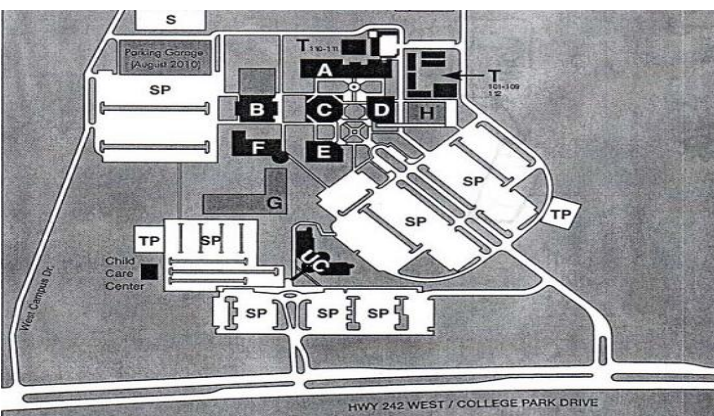 S
Parking Garage
(August 2010)
SP
T
110-111
A
T
101-109
112
B
C
D
H
F
E
G
SP
SP
TP
TP
SP
Child
Care
Center
UC
West Campus Dr.
SP
SP
SP
HWY 242 WEST / COLLEGE PARK DRIVE